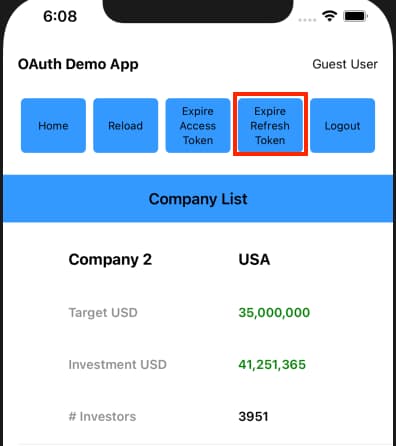 6:08
OAuth Demo App Guest User
Home Reload Expire Access Token Expire Refresh Token Logout
Company List
Company 2 USA
Target USD 35,000,000
Investment USD 41,251,365
# Investors 3951